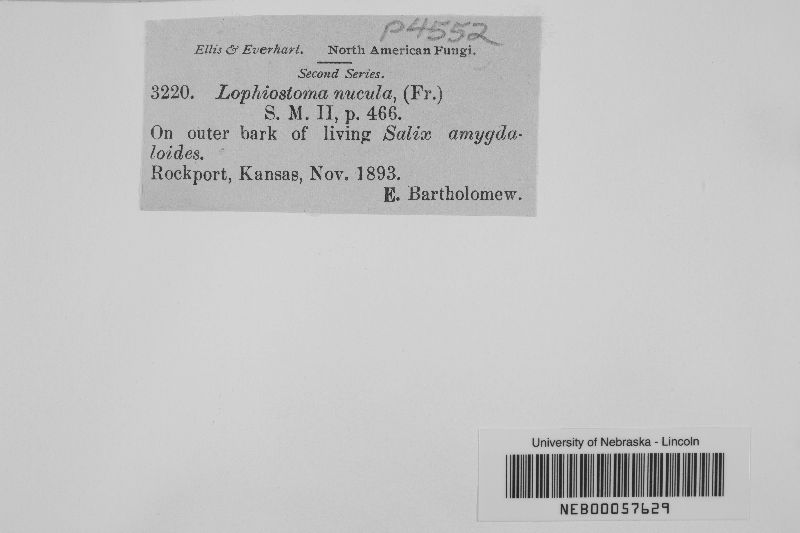 P4552
Ellis & Everhart. North American Fungi.
Second Series.
3220. Lophiostoma nucula, (Fr.)
S. M. II, p. 466.
On outer bark of living Salix amygda-
loides.
Rockport, Kansas, Nov. 1893.
E. Bartholomew.
University of Nebraska - Lincoln
NEB00057629